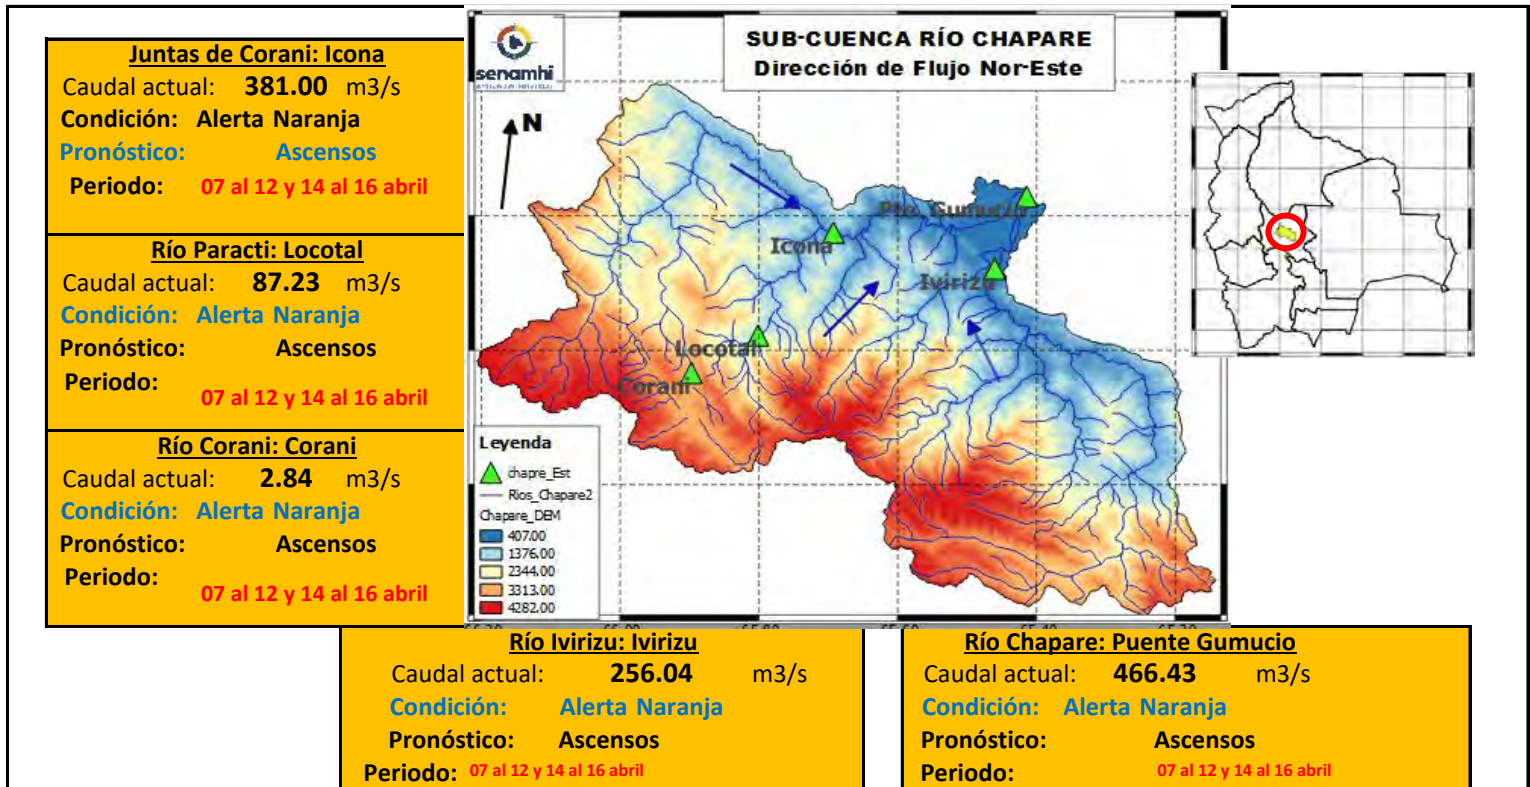 Juntas de Corani: Icona
Caudal actual: 381.00 m3/s
Condición: Alerta Naranja
Pronóstico: Ascensos
Periodo: 07 al 12 y 14 al 16 abril
Río Paracti: Locotal
Caudal actual: 87.23 m3/s
Condición: Alerta Naranja
Pronóstico: Ascensos
Periodo:
07 al 12 y 14 al 16 abril
Río Corani: Corani
Caudal actual: 2.84 m3/s
Condición: Alerta Naranja
Pronóstico: Ascensos
Periodo:
07 al 12 y 14 al 16 abril
senamhi
SUB-CUENCA RÍO CHAPARE
Dirección de Flujo Nor-Este
N
Pte. Gumucio
Icona
Ivirizu
Locotal
Corani
Leyenda
chapre_Est
Rios_Chapare2
Chapare_DEM
407.00
1376.00
2344.00
3313.00
4282.00
Río Ivirizu: Ivirizu
Caudal actual: 256.04 m3/s
Condición: Alerta Naranja
Pronóstico: Ascensos
Periodo: 07 al 12 y 14 al 16 abril
Río Chapare: Puente Gumucio
Caudal actual: 466.43 m3/s
Condición: Alerta Naranja
Pronóstico: Ascensos
Periodo: 07 al 12 y 14 al 16 abril